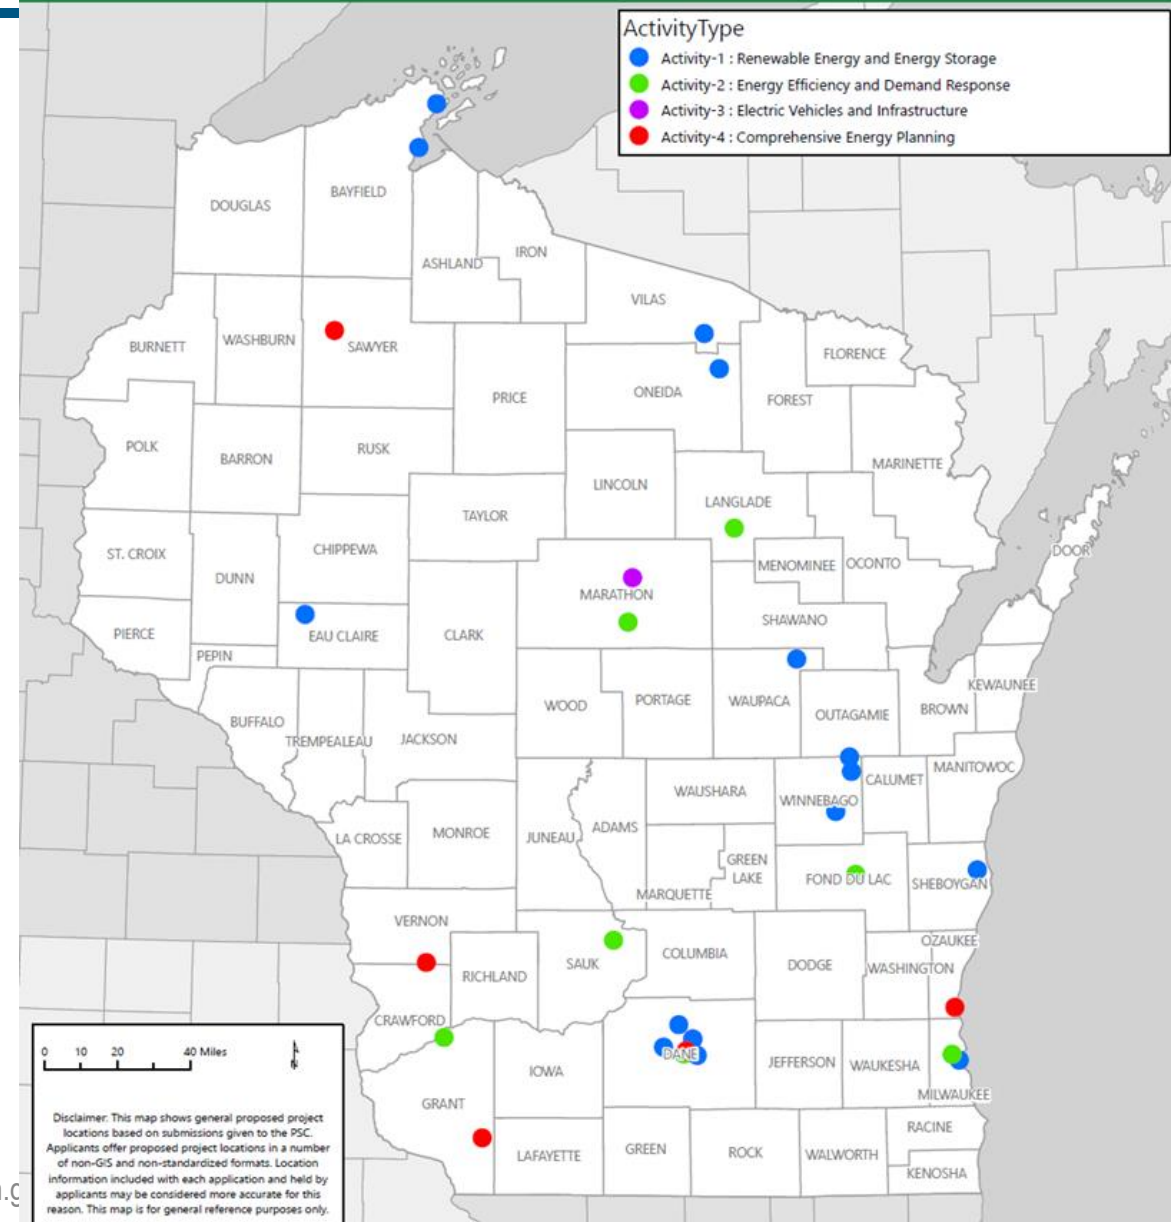 ActivityType
Activity-1 : Renewable Energy and Energy Storage
Activity-2 : Energy Efficiency and Demand Response
Activity-3 : Electric Vehicles and Infrastructure
Activity-4 : Comprehensive Energy Planning
DOUGLAS
BAYFIELD
ASHLAND
IRON
VILAS
BURNETT
WASHBURN
SAWYER
FLORENCE
PRICE
ONEIDA
FOREST
POLK
BARRON
RUSK
MARINETTE
LINCOLN
LANGLADE
TAYLOR
ST. CROIX
CHIPPEWA
DOOR
DUNN
MENOMINEE
OCONTO
MARATHON
SHAWANO
PIERCE
EAU CLAIRE
CLARK
PEPIN
KEWAUNEE
WOOD
PORTAGE
WAUPACA
OUTAGAMIE
BROWN
BUFFALO
TREMPEALEAU
JACKSON
MANITOWOC
CALUMET
WAUSHARA
WINNEBAGO
LA CROSSE
MONROE
JUNEAU
ADAMS
GREEN
LAKE
MARQUETTE
FOND DU LAC
SHEBOYGAN
VERNON
OZAUKEE
COLUMBIA
SAUK
RICHLAND
DODGE
WASHINGTON
CRAWFORD
DANE
JEFFERSON
WAUKESHA
IOWA
MILWAUKEE
GRANT
RACINE
LAFAYETTE
GREEN
ROCK
WALWORTH
KENOSHA
0 10 20 40 Miles
N
Disclaimer: This map shows general proposed project
locations based on submissions given to the PSC.
Applicants offer proposed project locations in a number
of non-GIS and non-standardized formats. Location
information included with each application and held by
applicants may be considered more accurate for this
reason. This map is for general reference purposes only.